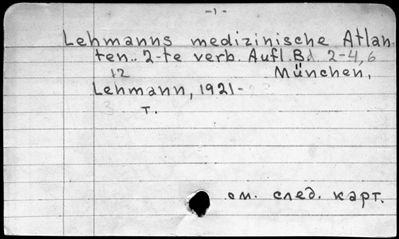 -1-
Lehmanns medizinische Atlan-
ten.. 2-te verb. Aufl. Bd. 2-4,6
12 München,
Lehmann, 1921-
3 т.
см. след. карт.